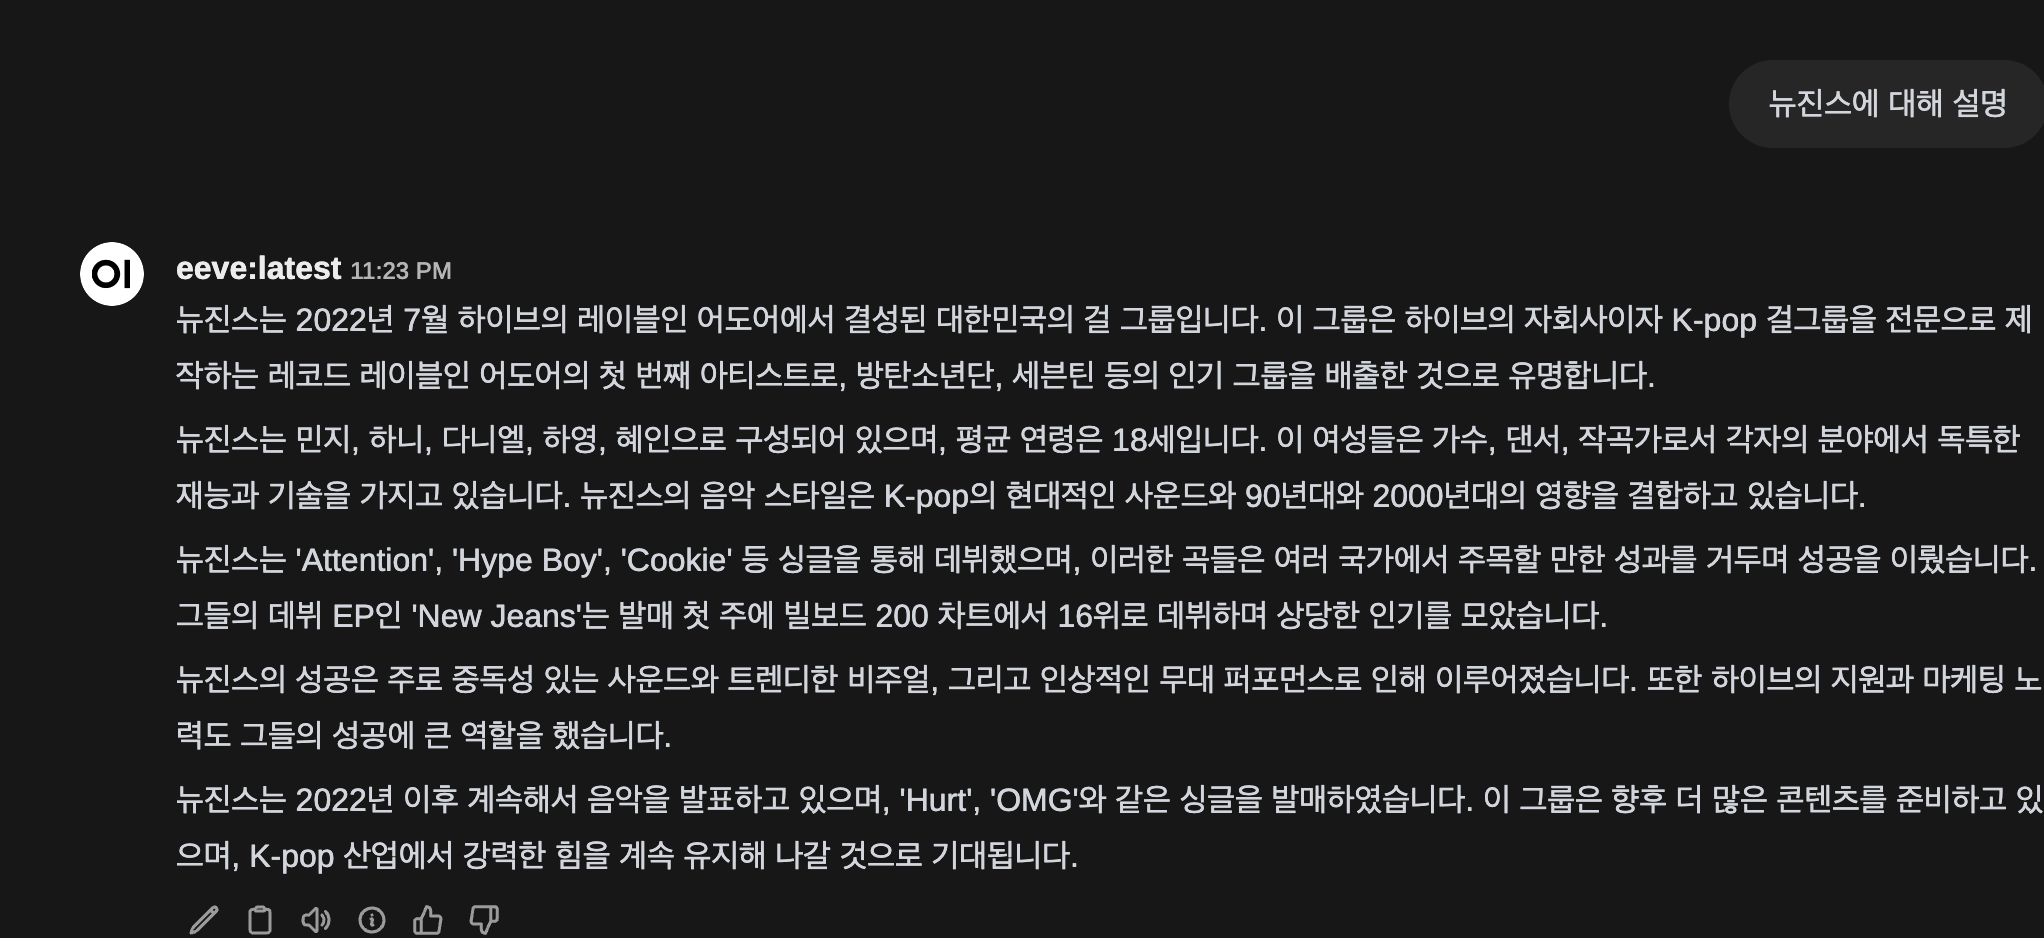 뉴진스에 대해 설명
eeve:latest 11:23 PM
뉴진스는 2022년 7월 하이브의 레이블인 어도어에서 결성된 대한민국의 걸 그룹입니다. 이 그룹은 하이브의 자회사이자 K-pop 걸그룹을 전문으로 제
작하는 레코드 레이블인 어도어의 첫 번째 아티스트로, 방탄소년단, 세븐틴 등의 인기 그룹을 배출한 것으로 유명합니다.
뉴진스는 민지, 하니, 다니엘, 하영, 혜인으로 구성되어 있으며, 평균 연령은 18세입니다. 이 여성들은 가수, 댄서, 작곡가로서 각자의 분야에서 독특한
재능과 기술을 가지고 있습니다. 뉴진스의 음악 스타일은 K-pop의 현대적인 사운드와 90년대와 2000년대의 영향을 결합하고 있습니다.
뉴진스는 'Attention', 'Hype Boy', 'Cookie' 등 싱글을 통해 데뷔했으며, 이러한 곡들은 여러 국가에서 주목할 만한 성과를 거두며 성공을 이뤘습니다.
그들의 데뷔 EP인 'New Jeans'는 발매 첫 주에 빌보드 200 차트에서 16위로 데뷔하며 상당한 인기를 모았습니다.
뉴진스의 성공은 주로 중독성 있는 사운드와 트렌디한 비주얼, 그리고 인상적인 무대 퍼포먼스로 인해 이루어졌습니다. 또한 하이브의 지원과 마케팅 노
력도 그들의 성공에 큰 역할을 했습니다.
뉴진스는 2022년 이후 계속해서 음악을 발표하고 있으며, 'Hurt', 'OMG'와 같은 싱글을 발매하였습니다. 이 그룹은 향후 더 많은 콘텐츠를 준비하고 있
으며, K-pop 산업에서 강력한 힘을 계속 유지해 나갈 것으로 기대됩니다.